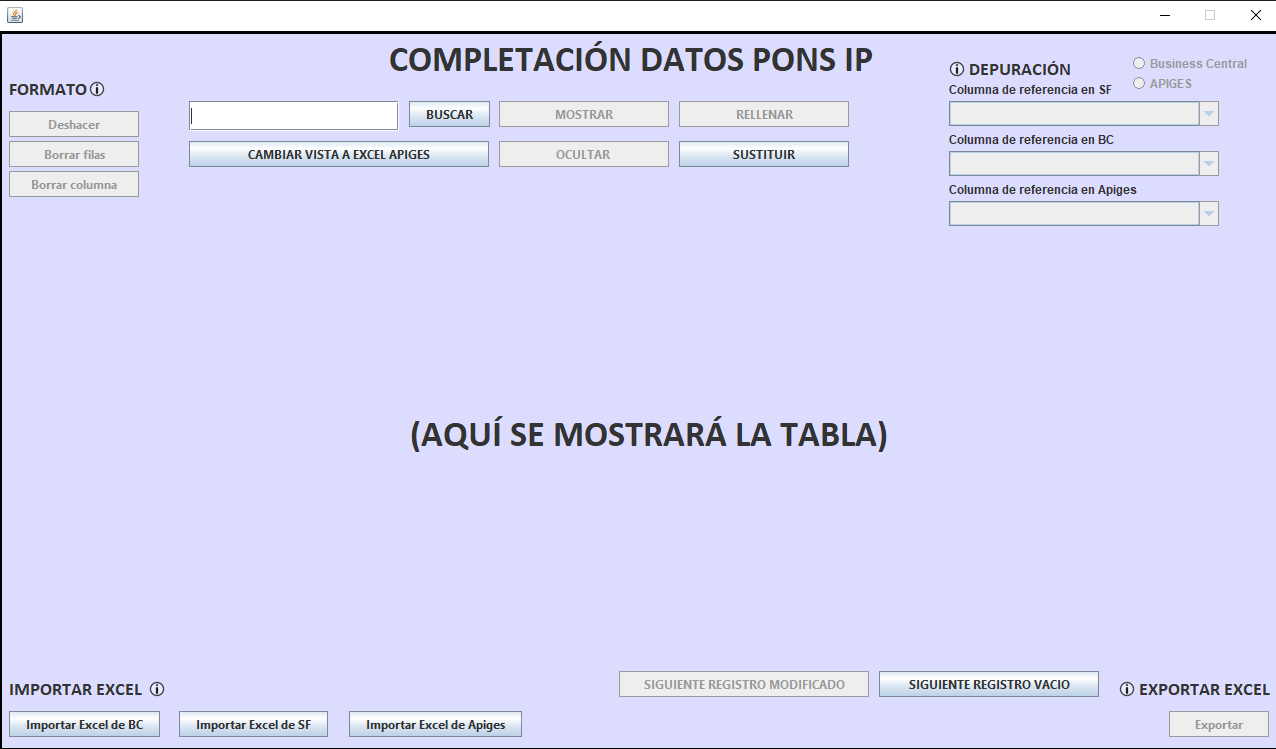 COMPLETACIÓN DATOS PONS IP
FORMATO
Deshacer
Borrar filas
Borrar columna
BUSCAR
MOSTRAR
RELLENAR
CAMBIAR VISTA A EXCEL APIGES
OCULTAR
SUSTITUIR
DEPURACIÓN
Business Central
APIGES
Columna de referencia en SF
Columna de referencia en BC
Columna de referencia en Apiges
(AQUÍ SE MOSTRARÁ LA TABLA)
SIGUIENTE REGISTRO MODIFICADO
SIGUIENTE REGISTRO VACIO
IMPORTAR EXCEL
Importar Excel de BC
Importar Excel de SF
Importar Excel de Apiges
EXPORTAR EXCEL
Exportar